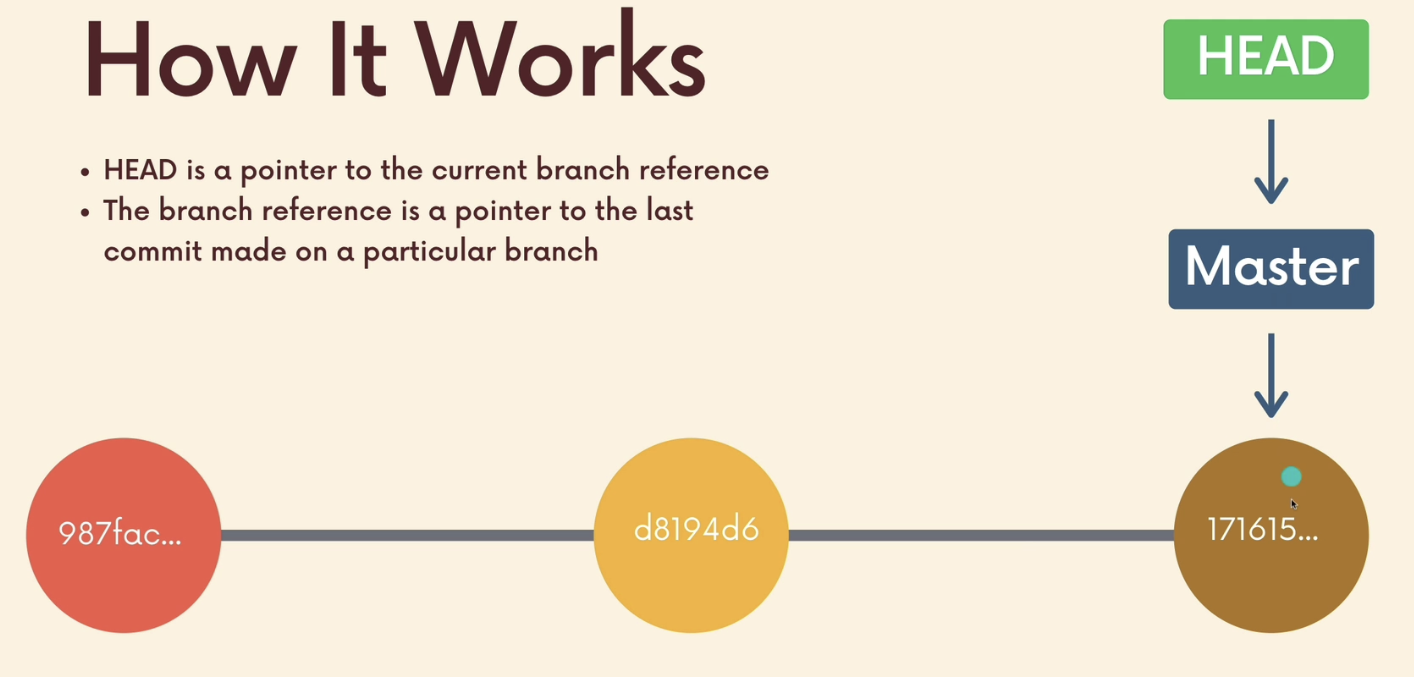 How It Works
• HEAD is a pointer to the current branch reference
• The branch reference is a pointer to the last
commit made on a particular branch
HEAD
Master
987fac...
d8194d6
171615...